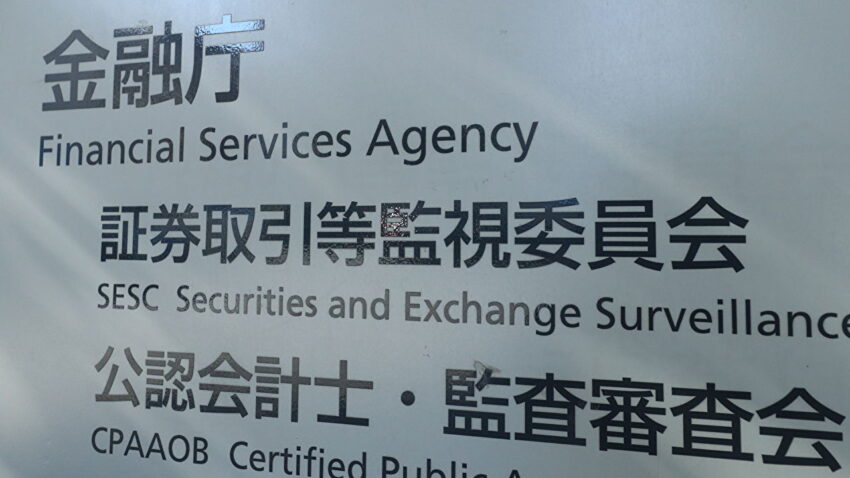 金融庁
Financial Services Agency
証券取引等監視委員会
SESC Securities and Exchange Surveillance
公認会計士・監査審査会
CPAAOB Certified Public